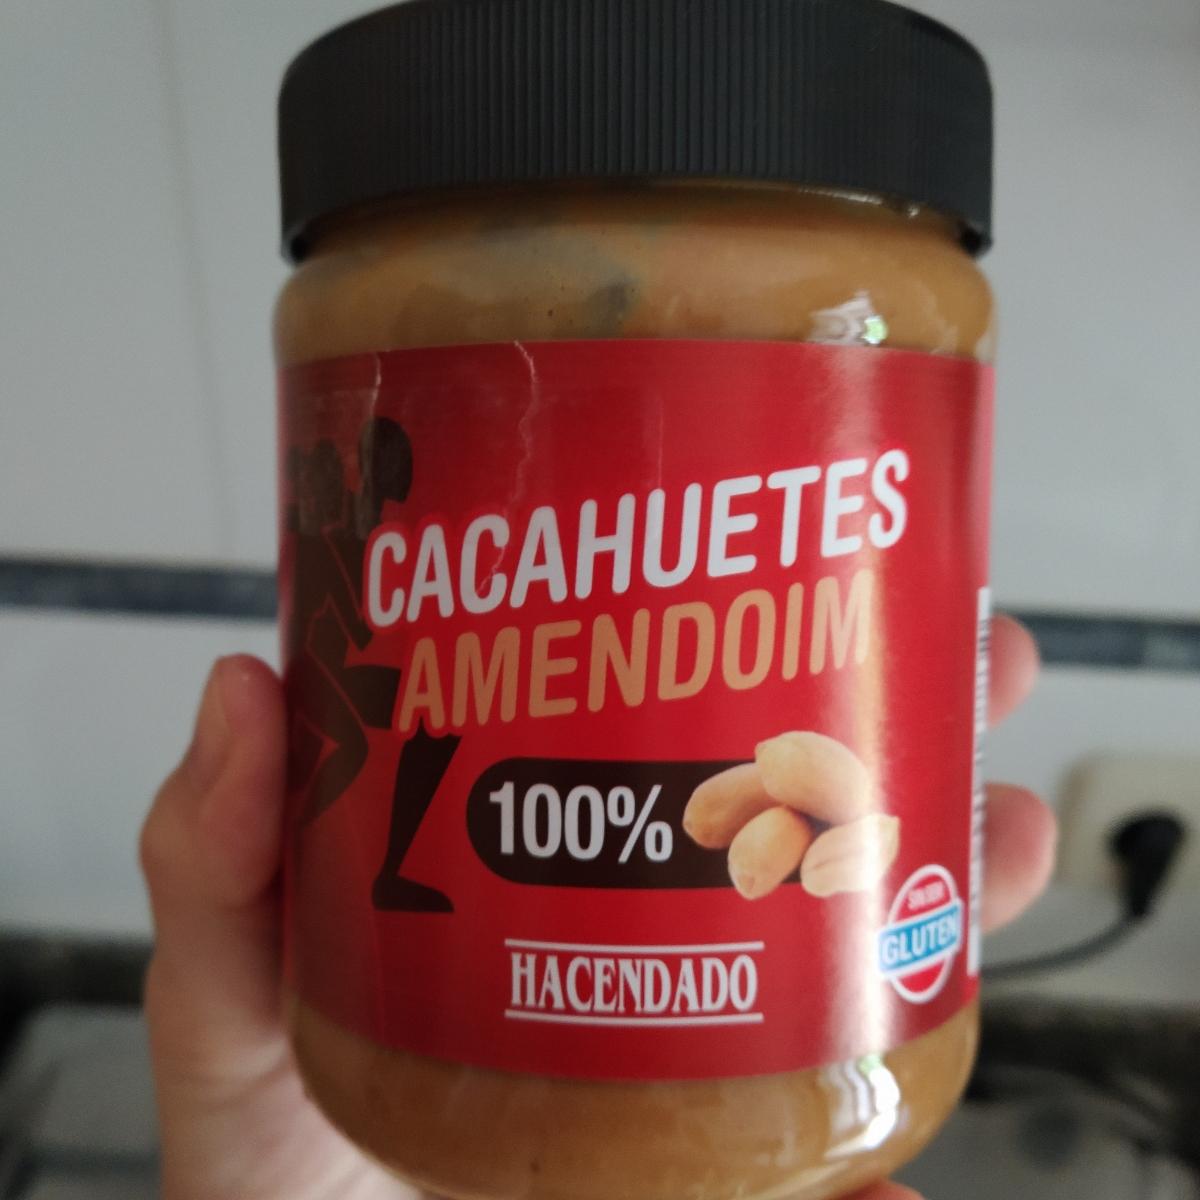 CACAHUETES
AMENDOIM
100%
HACENDADO
GLUTEN